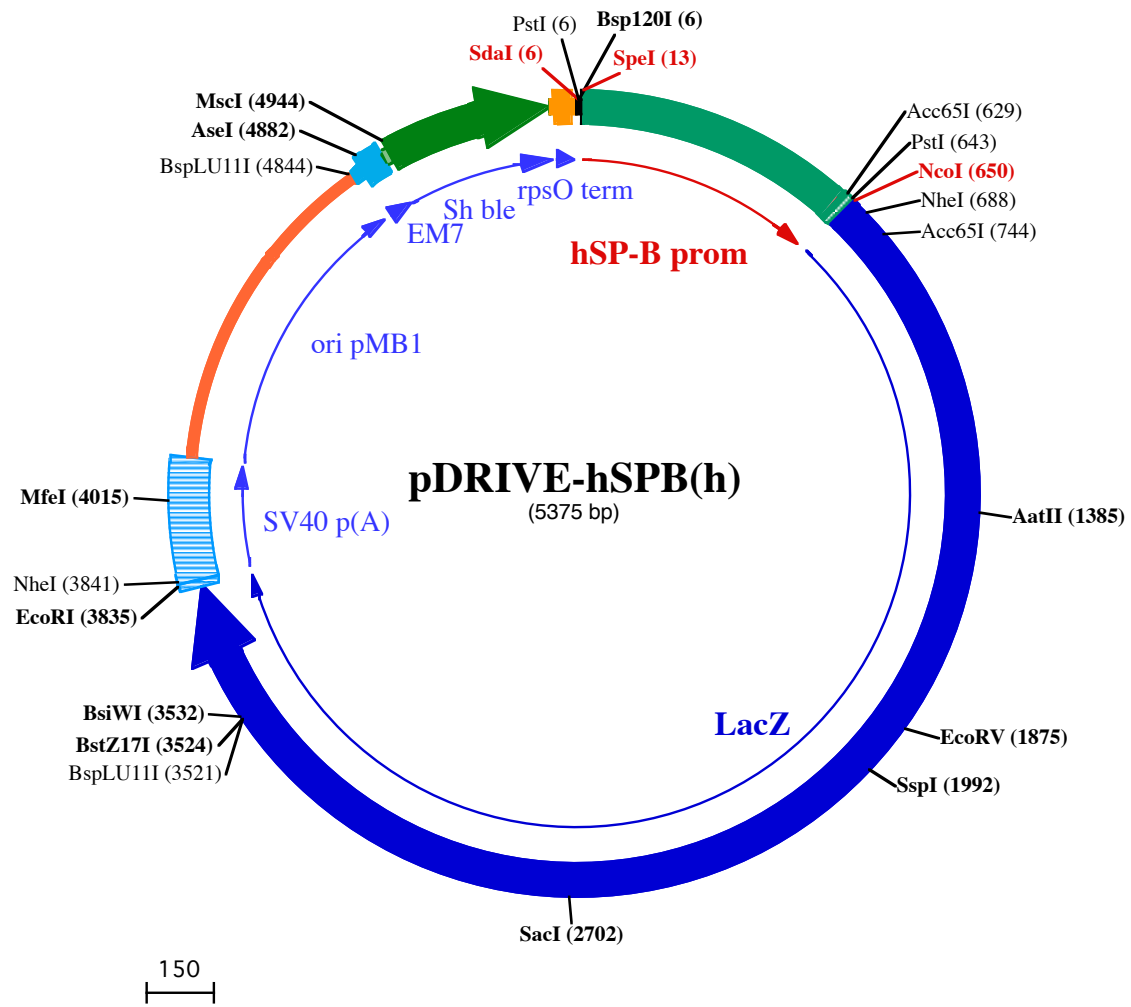 PstI (6)
Bsp120I (6)
SdaI (6)
SpeI (13)
MscI (4944)
AseI (4882)
BspLU11I (4844)
Acc65I (629)
PstI (643)
NcoI (650)
NheI (688)
Acc65I (744)
rpsO term
Sh ble
EM7
hSP-B prom
ori pMB1
pDRIVE-hSPB(h)
(5375 bp)
MfeI (4015)
SV40 p(A)
AatII (1385)
NheI (3841)
EcoRI (3835)
BsiWI (3532)
BstZ17I (3524)
BspLU11I (3521)
LacZ
EcoRV (1875)
SspI (1992)
SacI (2702)
150